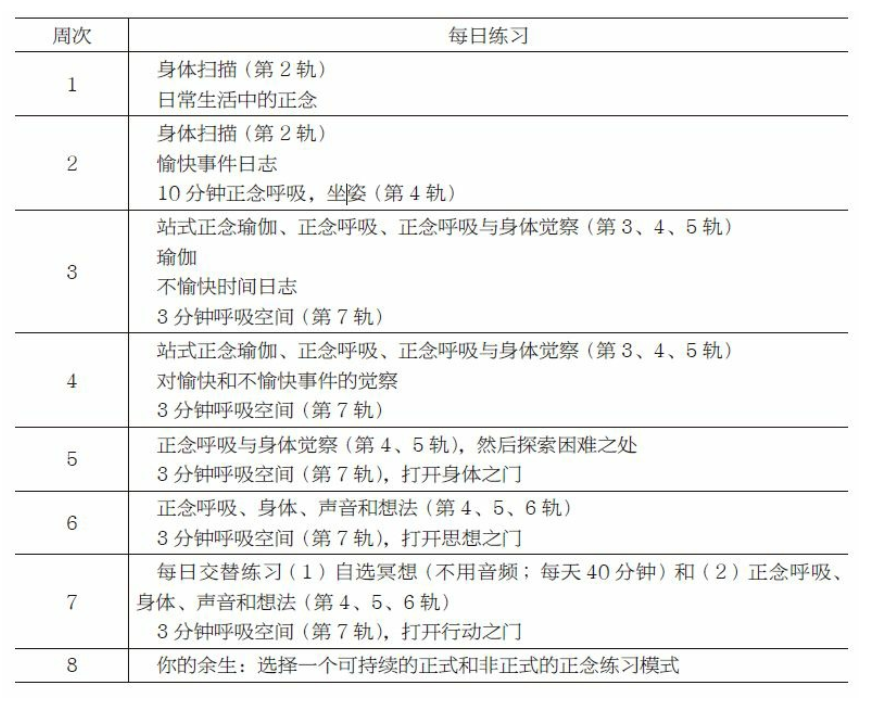 周次 每日练习
1
身体扫描（第 2 轨）
日常生活中的正念
2
身体扫描（第 2 轨）
愉快事件日志
10 分钟正念呼吸，坐姿（第 4 轨）
3
站式正念瑜伽、正念呼吸、正念呼吸与身体觉察（第 3、4、5 轨）
瑜伽
不愉快时间日志
3 分钟呼吸空间（第 7 轨）
4
站式正念瑜伽、正念呼吸、正念呼吸与身体觉察（第 3、4、5 轨）
对愉快和不愉快事件的觉察
3 分钟呼吸空间（第 7 轨）
5
正念呼吸与身体觉察（第 4、5 轨），然后探索困难之处
3 分钟呼吸空间（第 7 轨），打开身体之门
6
正念呼吸、身体、声音和想法（第 4、5、6 轨）
3 分钟呼吸空间（第 7 轨），打开思想之门
7
每日交替练习（1）自选冥想（不用音频；每天 40 分钟）和（2）正念呼吸、
身体、声音和想法（第 4、5、6 轨）
3 分钟呼吸空间（第 7 轨），打开行动之门
8
你的余生：选择一个可持续的正式和非正式的正念练习模式